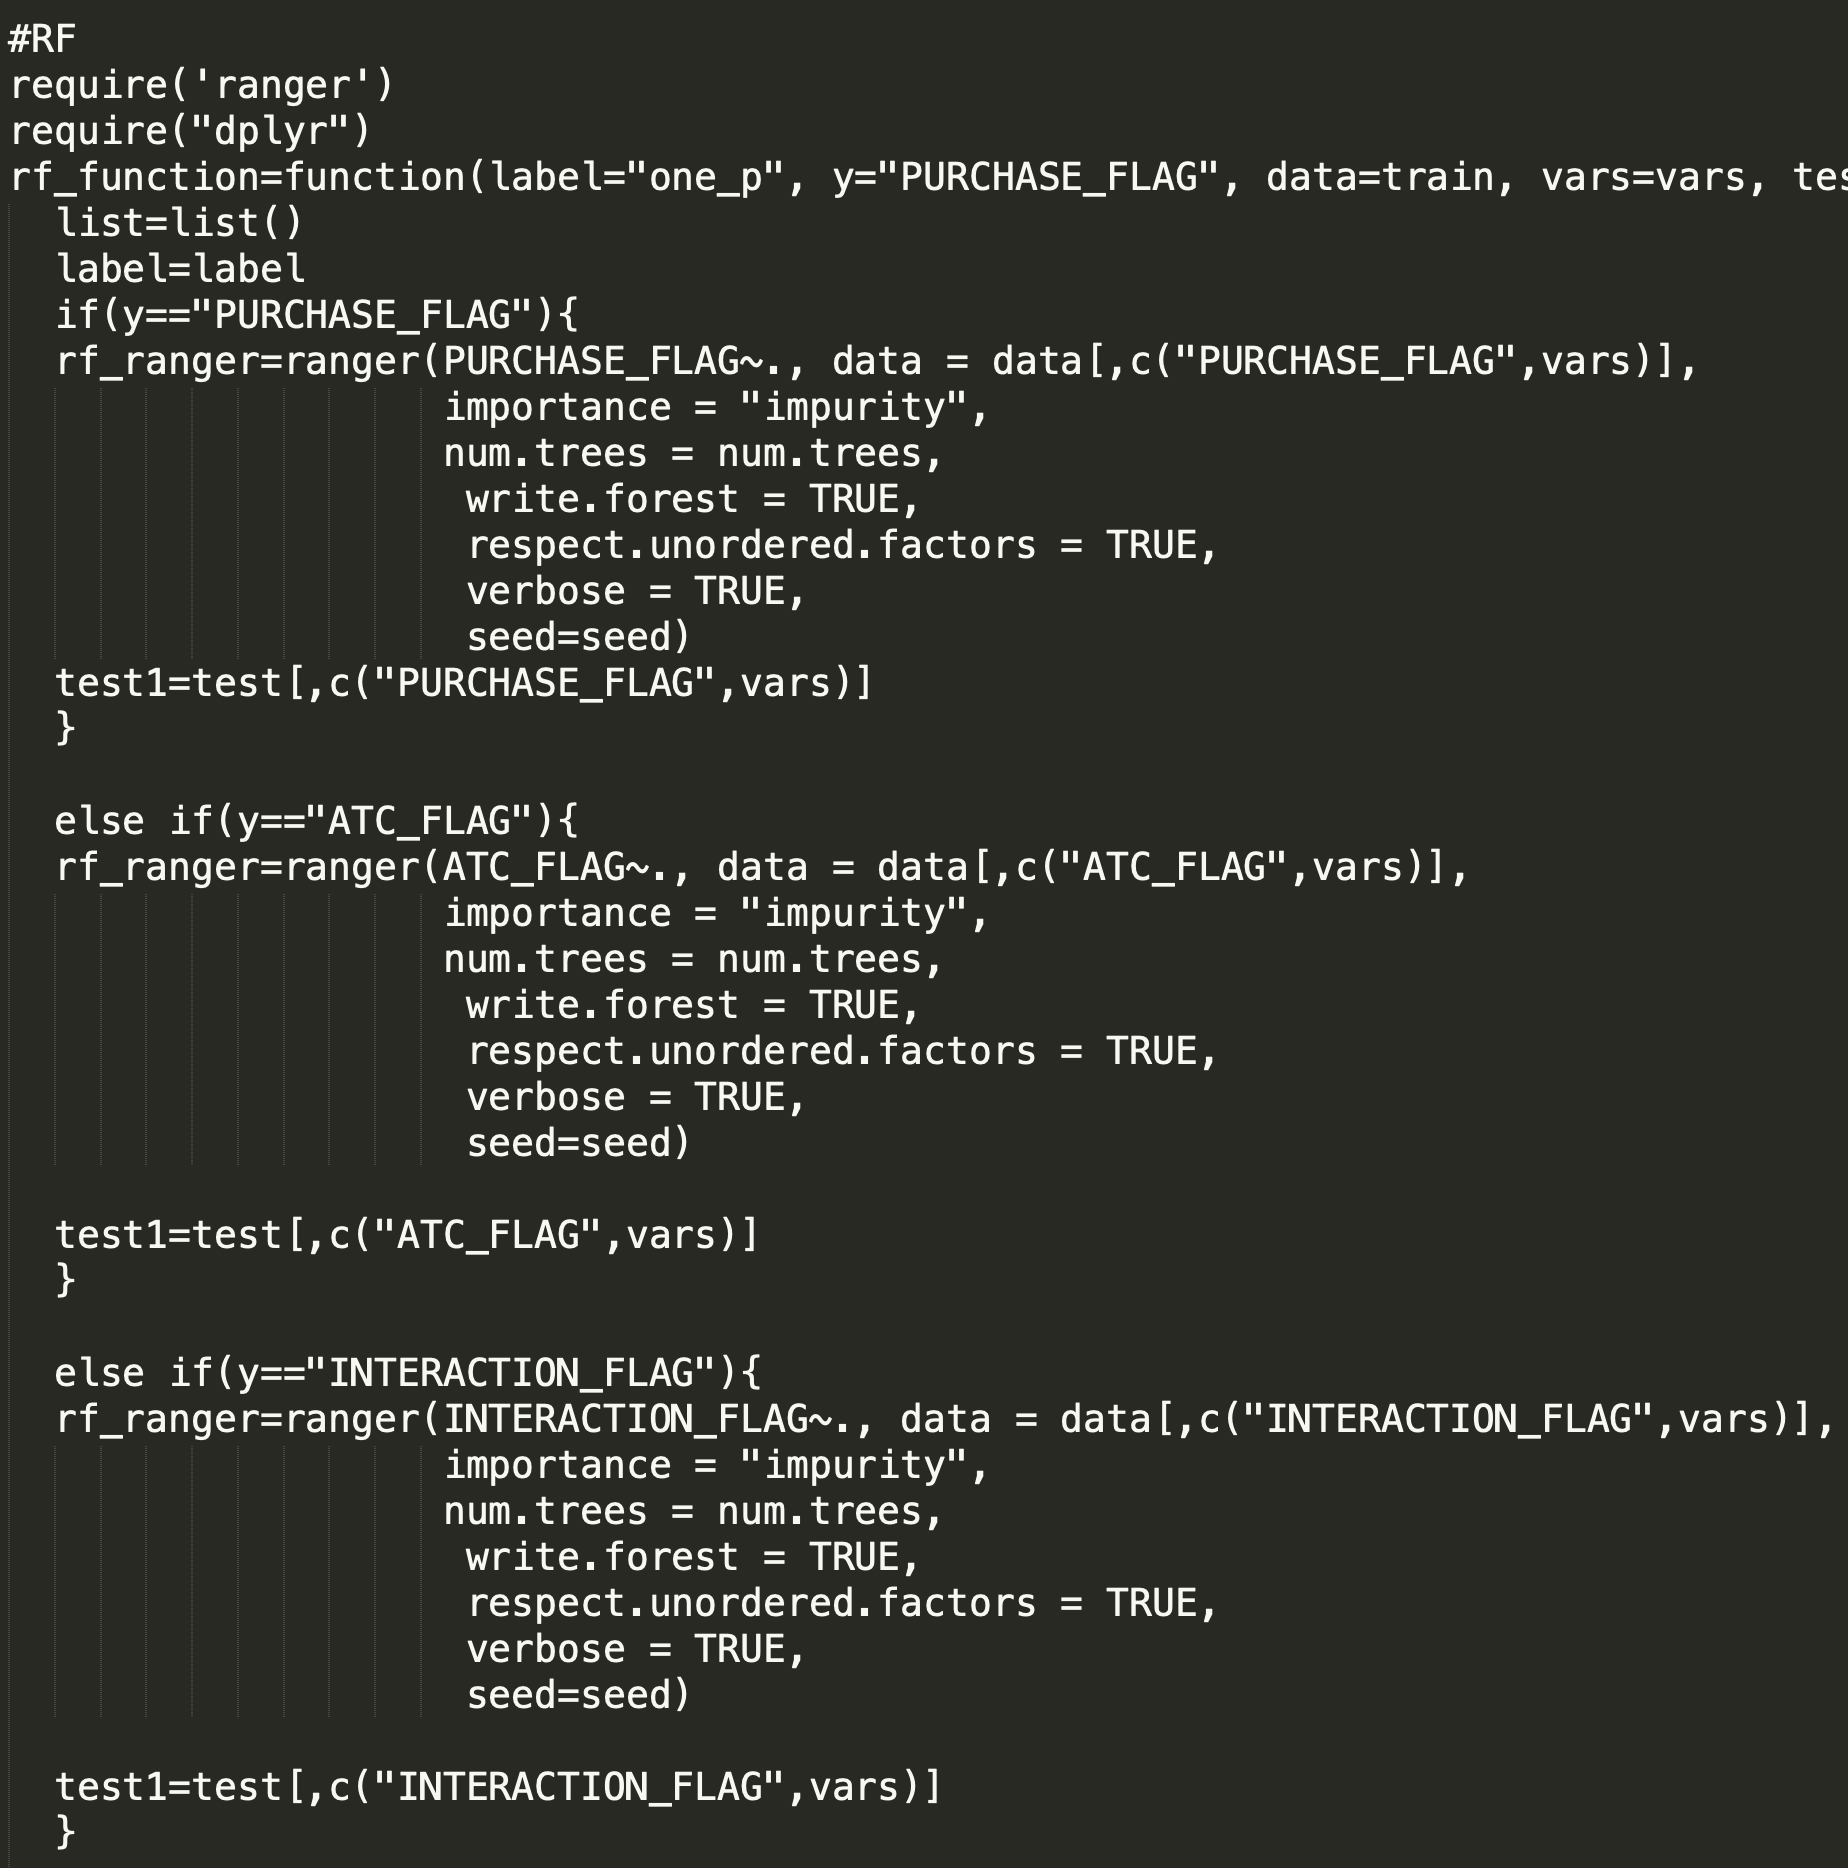 #RF
require('ranger')
require("dplyr")
rf_function=function(label="one_p", y="PURCHASE_FLAG", data=train, vars=vars, tes
list=list()
label=label
if(y=="PURCHASE_FLAG"){
rf_ranger=ranger(PURCHASE_FLAG~., data = data[,c("PURCHASE_FLAG",vars)],
importance = "impurity",
num.trees = num.trees,
write.forest = TRUE,
respect.unordered.factors = TRUE,
verbose = TRUE,
seed=seed)
test1=test[,c("PURCHASE_FLAG",vars)]
}
else if(y=="ATC_FLAG"){
rf_ranger=ranger(ATC_FLAG~., data = data[,c("ATC_FLAG",vars)],
importance = "impurity",
num.trees = num.trees,
write.forest = TRUE,
respect.unordered.factors = TRUE,
verbose = TRUE,
seed=seed)
test1=test[,c("ATC_FLAG",vars)]
}
else if(y=="INTERACTION_FLAG"){
rf_ranger=ranger(INTERACTION_FLAG~., data = data[,c("INTERACTION_FLAG",vars)],
importance = "impurity",
num.trees = num.trees,
write.forest = TRUE,
respect.unordered.factors = TRUE,
verbose = TRUE,
seed=seed)
test1=test[,c("INTERACTION_FLAG",vars)]
}